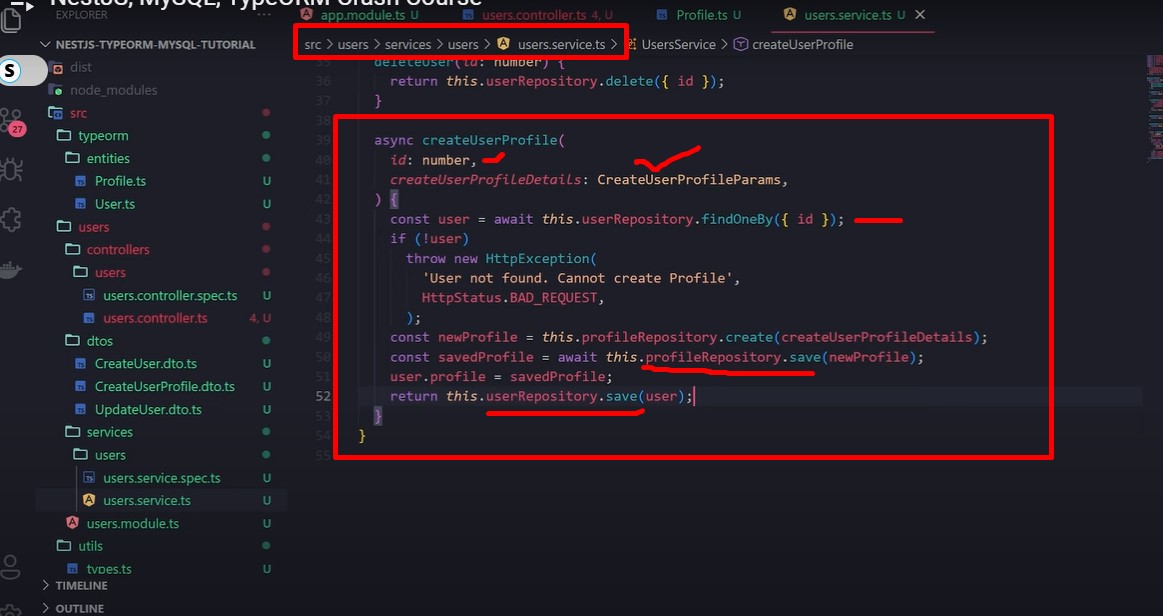 NestJS, MySQL, TypeORM Crash Course
EXPLORER
app.module.ts U
users.controller.ts 4, U
Profile.ts U
users.service.ts U
src > users > services > users > users.service.ts > UsersService > createUserProfile
NESTJS-TYPEORM-MYSQL-TUTORIAL
dist
node_modules
src
typeorm
entities
Profile.ts U
User.ts U
users
controllers
users
users.controller.spec.ts U
users.controller.ts 4, U
dtos
CreateUser.dto.ts U
CreateUserProfile.dto.ts U
UpdateUser.dto.ts U
services
users
users.service.spec.ts U
users.service.ts U
users.module.ts U
utils
types.ts U
TIMELINE
OUTLINE
S
27
35 deleteUser(id: number) {
36 return this.userRepository.delete({ id });
37 }
38
39 async createUserProfile(
40 id: number,
41 createUserProfileDetails: CreateUserProfileParams,
42 ) {
43 const user = await this.userRepository.findOneBy({ id });
44 if (!user)
45 throw new HttpException(
46 'User not found. Cannot create Profile',
47 HttpStatus.BAD_REQUEST,
48 );
49 const newProfile = this.profileRepository.create(createUserProfileDetails);
50 const savedProfile = await this.profileRepository.save(newProfile);
51 user.profile = savedProfile;
52 return this.userRepository.save(user);
53 }
54 }
55